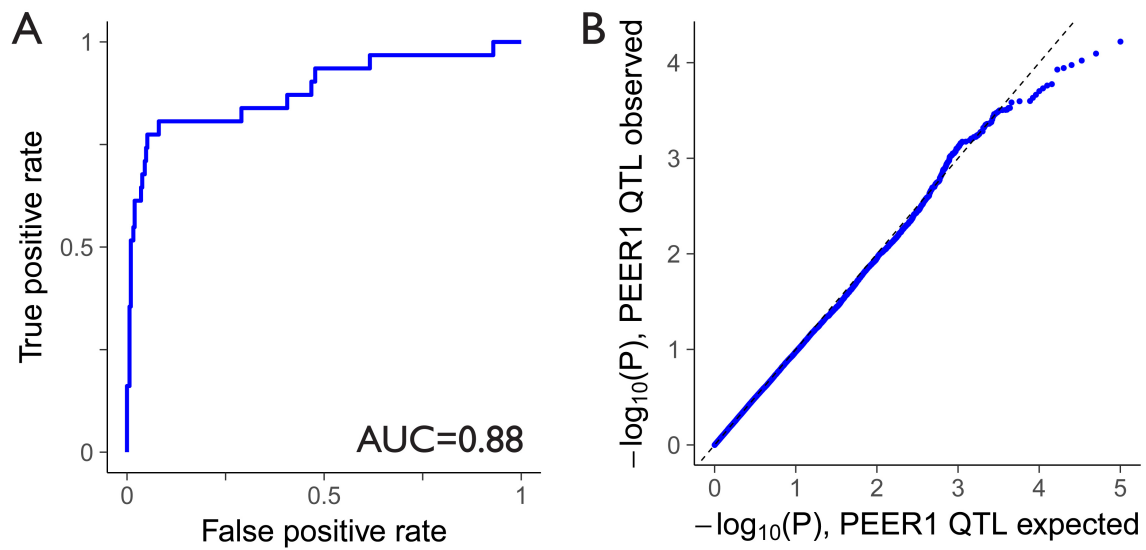 A
True positive rate
1
0.5
0
0
0.5
1
False positive rate
AUC=0.88
B
−log10(P), PEER1 QTL observed
4
3
2
1
0
0
1
2
3
4
5
−log10(P), PEER1 QTL expected